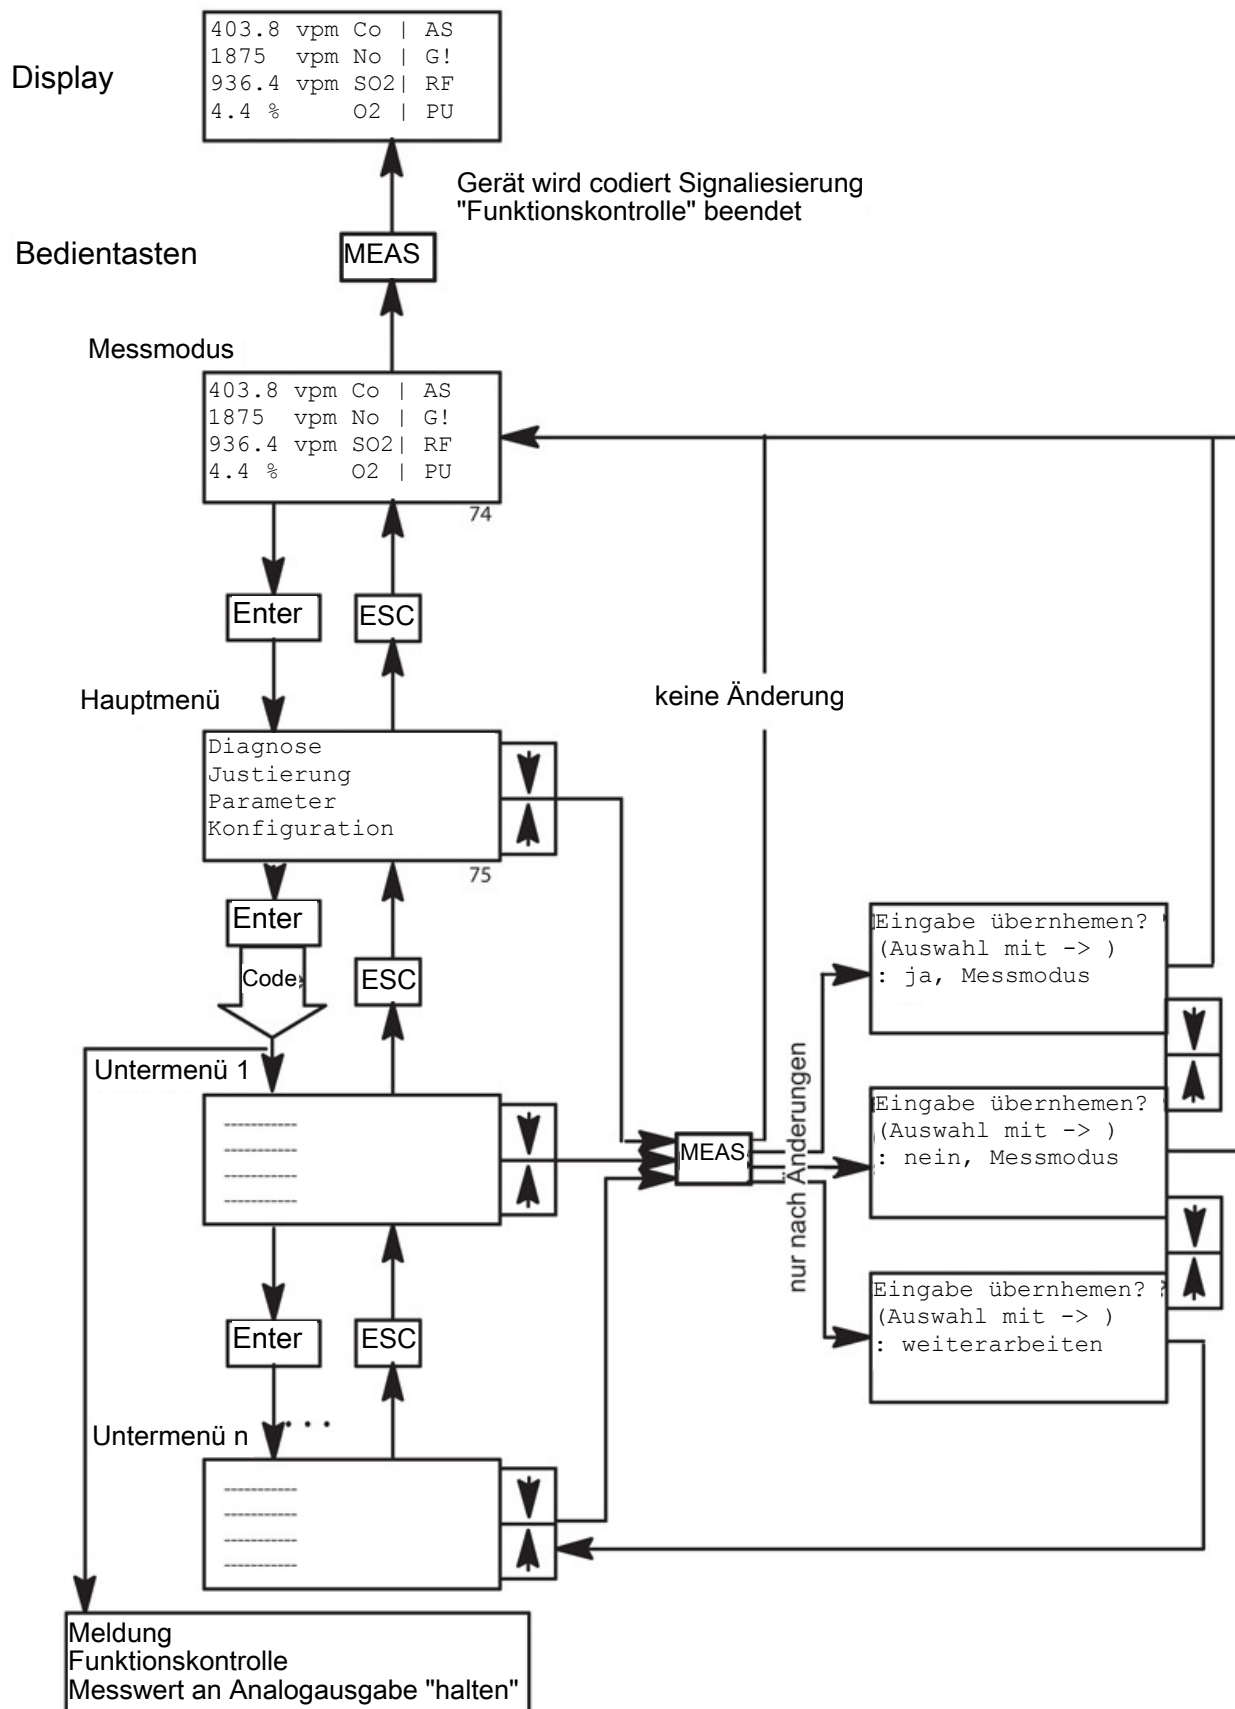 403.8 vpm Co | AS
1875 vpm No | G!
936.4 vpm SO2| RF
4.4 % O2 | PU
Display
Gerät wird codiert Signaliesierung
"Funktionskontrolle" beendet
Bedientasten
MEAS
Messmodus
403.8 vpm Co | AS
1875 vpm No | G!
936.4 vpm SO2| RF
4.4 % O2 | PU
74
Enter
ESC
Hauptmenü
keine Änderung
Diagnose
Justierung
Parameter
Konfiguration
75
Enter
Code
ESC
Eingabe übernhemen? ?
(Auswahl mit -> )
: ja, Messmodus
Untermenü 1
-----------
-----------
-----------
-----------
MEAS
nur nach Änderungen
Eingabe übernhemen?
(Auswahl mit -> )
: nein, Messmodus
Enter
ESC
Eingabe übernhemen? ?
(Auswahl mit -> )
: weiterarbeiten
. . .
Untermenü n
-----------
-----------
-----------
-----------
Meldung
Funktionskontrolle
Messwert an Analogausgabe "halten"